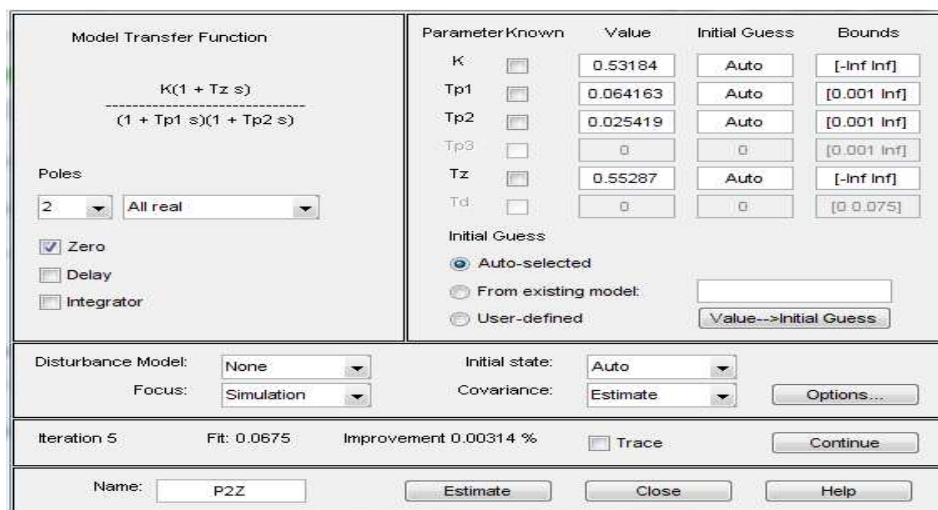 Model Transfer Function
K(1 + Tz s)
------------------------------
(1 + Tp1 s)(1 + Tp2 s)
Poles
2 All real
Zero
Delay
Integrator
Parameter Known Value Initial Guess Bounds
K 0.53184 Auto [-Inf Inf]
Tp1 0.064163 Auto [0.001 Inf]
Tp2 0.025419 Auto [0.001 Inf]
Tp3 0 0 [0.001 Inf]
Tz 0.55287 Auto [-Inf Inf]
Td 0 0 [0 0.075]
Initial Guess
Auto-selected
From existing model:
User-defined Value-->Initial Guess
Disturbance Model: None Initial state: Auto
Focus: Simulation Covariance: Estimate Options...
Iteration 5 Fit: 0.0675 Improvement 0.00314 % Trace Continue
Name: P2Z Estimate Close Help